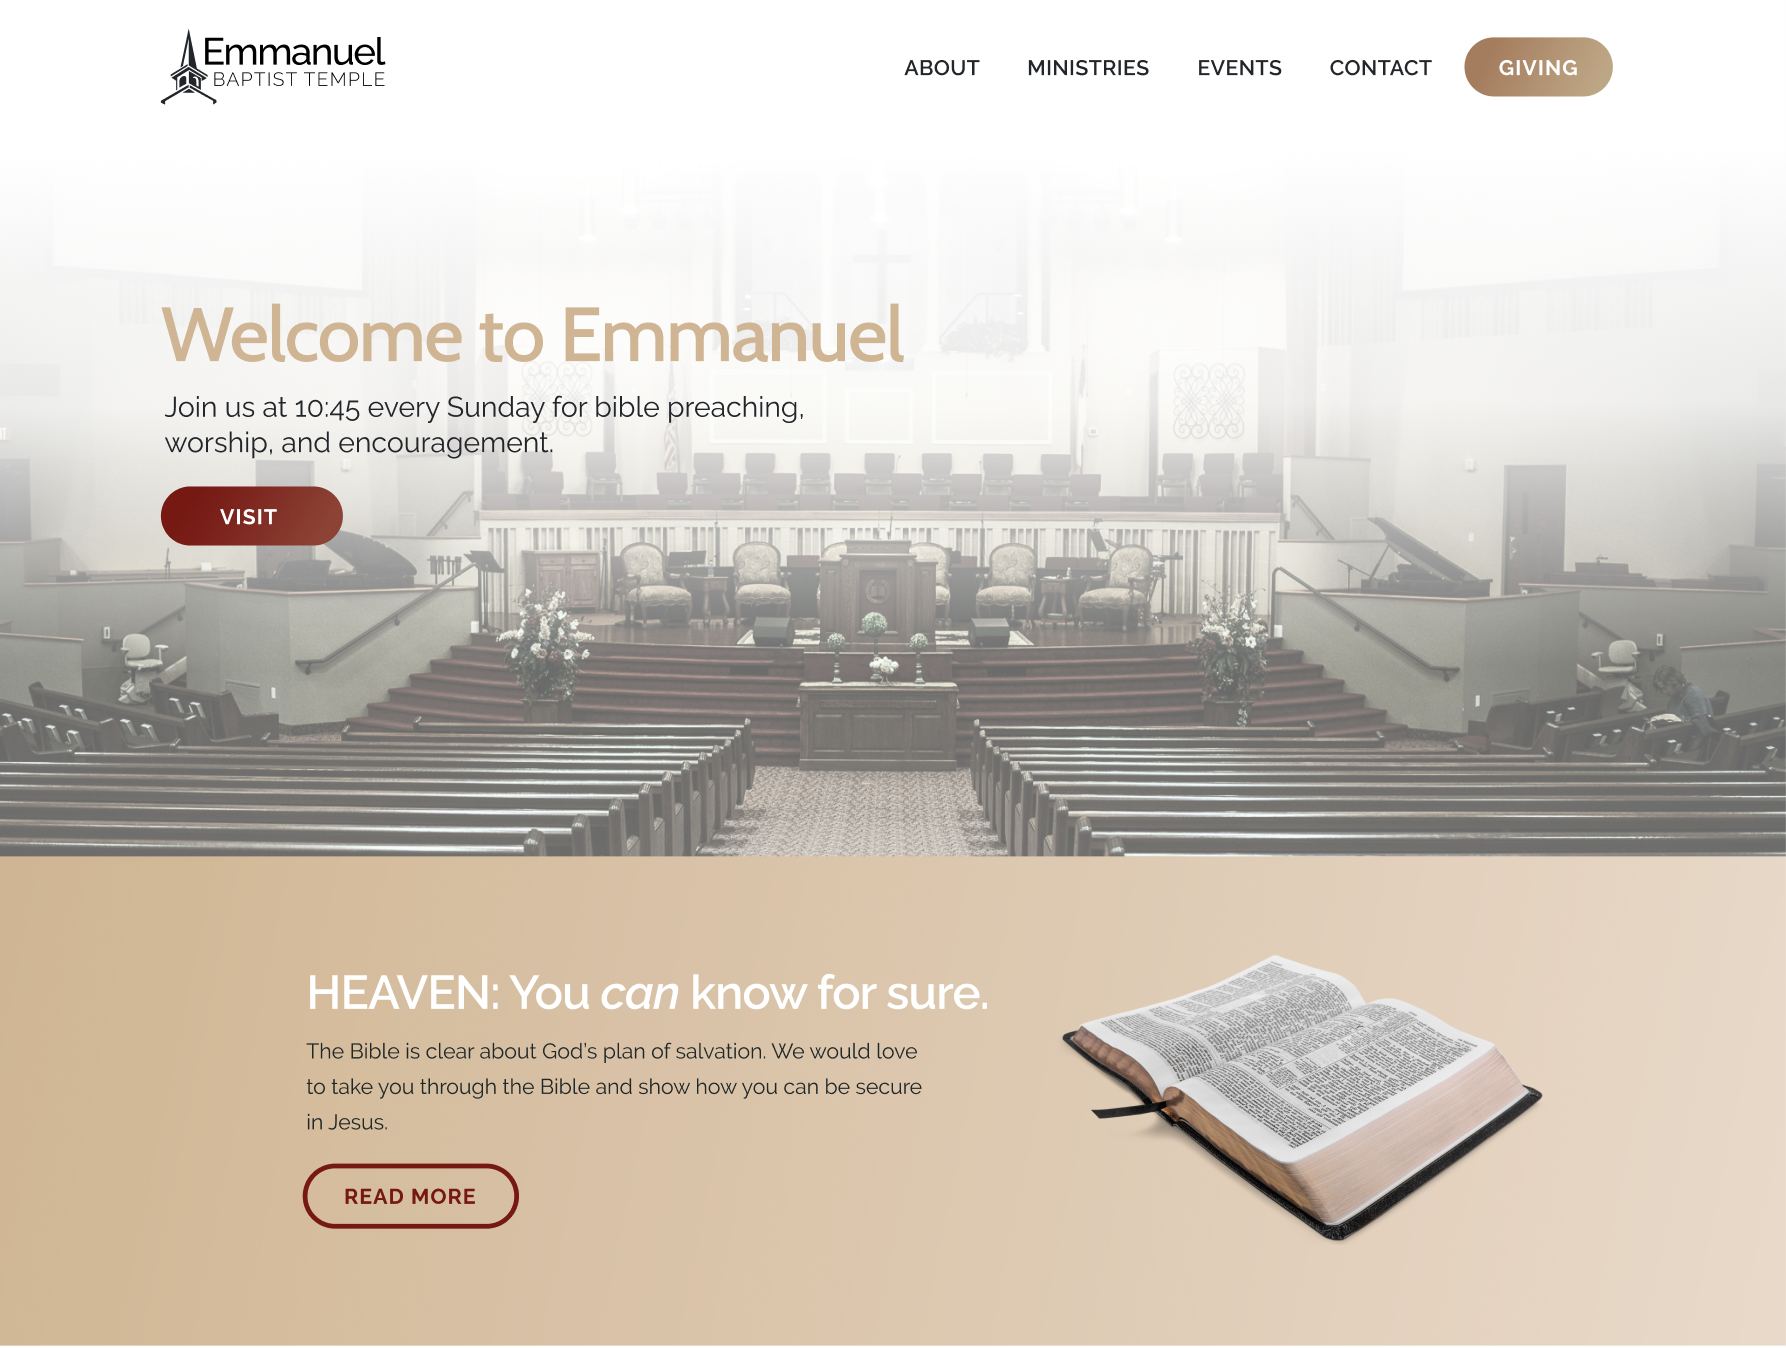 Emmanuel
BAPTIST TEMPLE
ABOUT MINISTRIES EVENTS CONTACT GIVING
Welcome to Emmanuel
Join us at 10:45 every Sunday for bible preaching,
worship, and encouragement.
VISIT
HEAVEN: You can know for sure.
The Bible is clear about God's plan of salvation. We would love
to take you through the Bible and show how you can be secure
in Jesus.
READ MORE